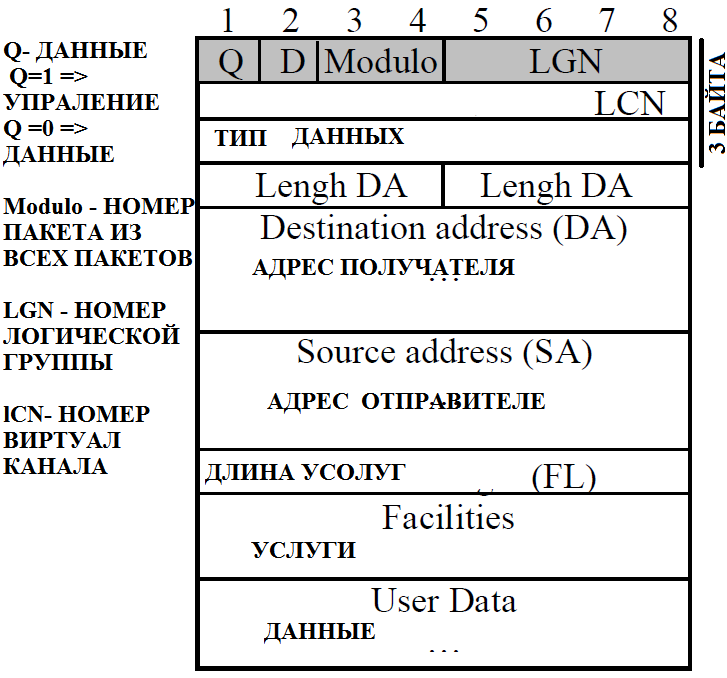 1 2 3 4 5 6 7 8
Q- ДАННЫЕ
Q=1 =>
УПРАЛЕНИЕ
Q =0 =>
ДАННЫЕ
Modulo - НОМЕР
ПАКЕТА ИЗ
ВСЕХ ПАКЕТОВ
LGN - НОМЕР
ЛОГИЧЕСКОЙ
ГРУППЫ
lCN- НОМЕР
ВИРТУАЛ
КАНАЛА
Q D Modulo LGN
LCN
ТИП ДАННЫХ
3 БАЙТА
Lengh DA Lengh DA
Destination address (DA)
АДРЕС ПОЛУЧАТЕЛЯ
...
Source address (SA)
АДРЕС ОТПРАВИТЕЛЕ
ДЛИНА УСОЛУГ (FL)
Facilities
УСЛУГИ
User Data
ДАННЫЕ
...